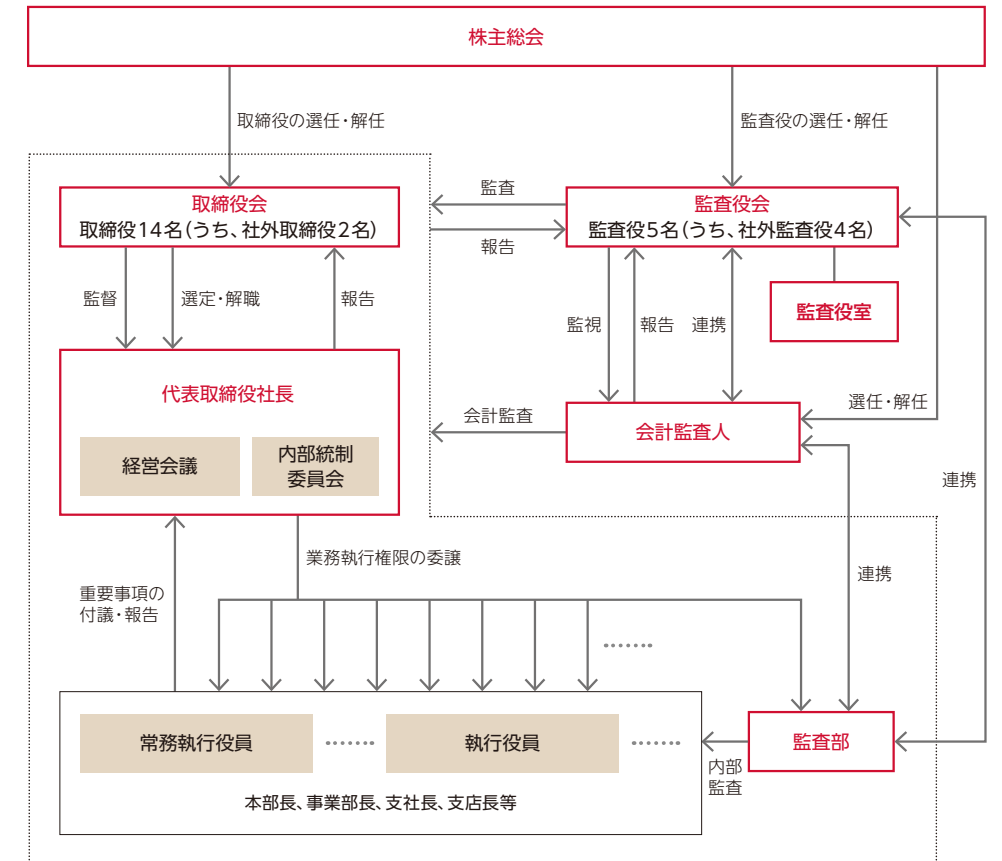 株主総会
取締役の選任・解任
監査役の選任・解任
取締役会
取締役14名(うち、社外取締役2名)
監査
報告
監査役会
監査役5名(うち、社外監査役4名)
監査役室
監督
選定・解職
報告
監視
報告
連携
選任・解任
代表取締役社長
経営会議
内部統制
委員会
会計監査
会計監査人
連携
業務執行権限の委譲
連携
重要事項の
付議・報告
常務執行役員
執行役員
本部長、事業部長、支社長、支店長等
内部
監査
監査部